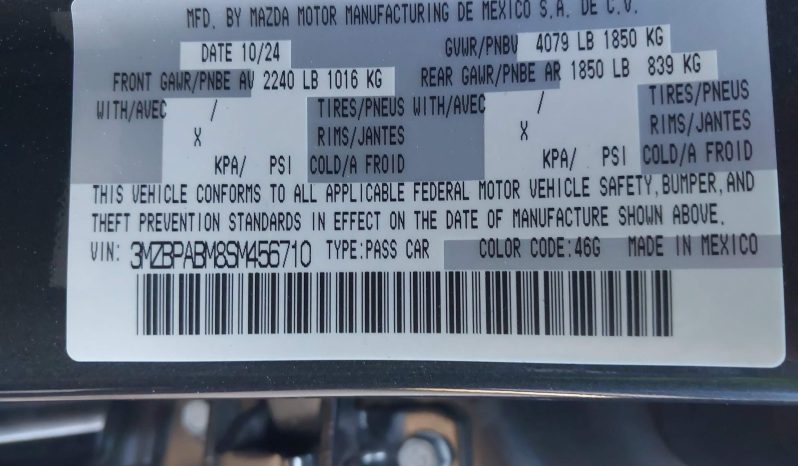 MFD. BY MAZDA MOTOR MANUFACTURING DE MEXICO S.A. DE C.V.
DATE 10/24 GVWR/PNBV 4079 LB 1850 KG
FRONT GAWR/PNBE AV 2240 LB 1016 KG REAR GAWR/PNBE AR 1850 LB 839 KG
WITH/AVEC / TIRES/PNEUS WITH/AVEC / TIRES/PNEUS
X RIMS/JANTES X RIMS/JANTES
KPA/ PSI COLD/A FROID KPA/ PSI COLD/A FROID
THIS VEHICLE CONFORMS TO ALL APPLICABLE FEDERAL MOTOR VEHICLE SAFETY,BUMPER,AND
THEFT PREVENTION STANDARDS IN EFFECT ON THE DATE OF MANUFACTURE SHOWN ABOVE.
VIN: 3MZBPABM8SM456710 TYPE:PASS CAR COLOR CODE:46G MADE IN MEXICO